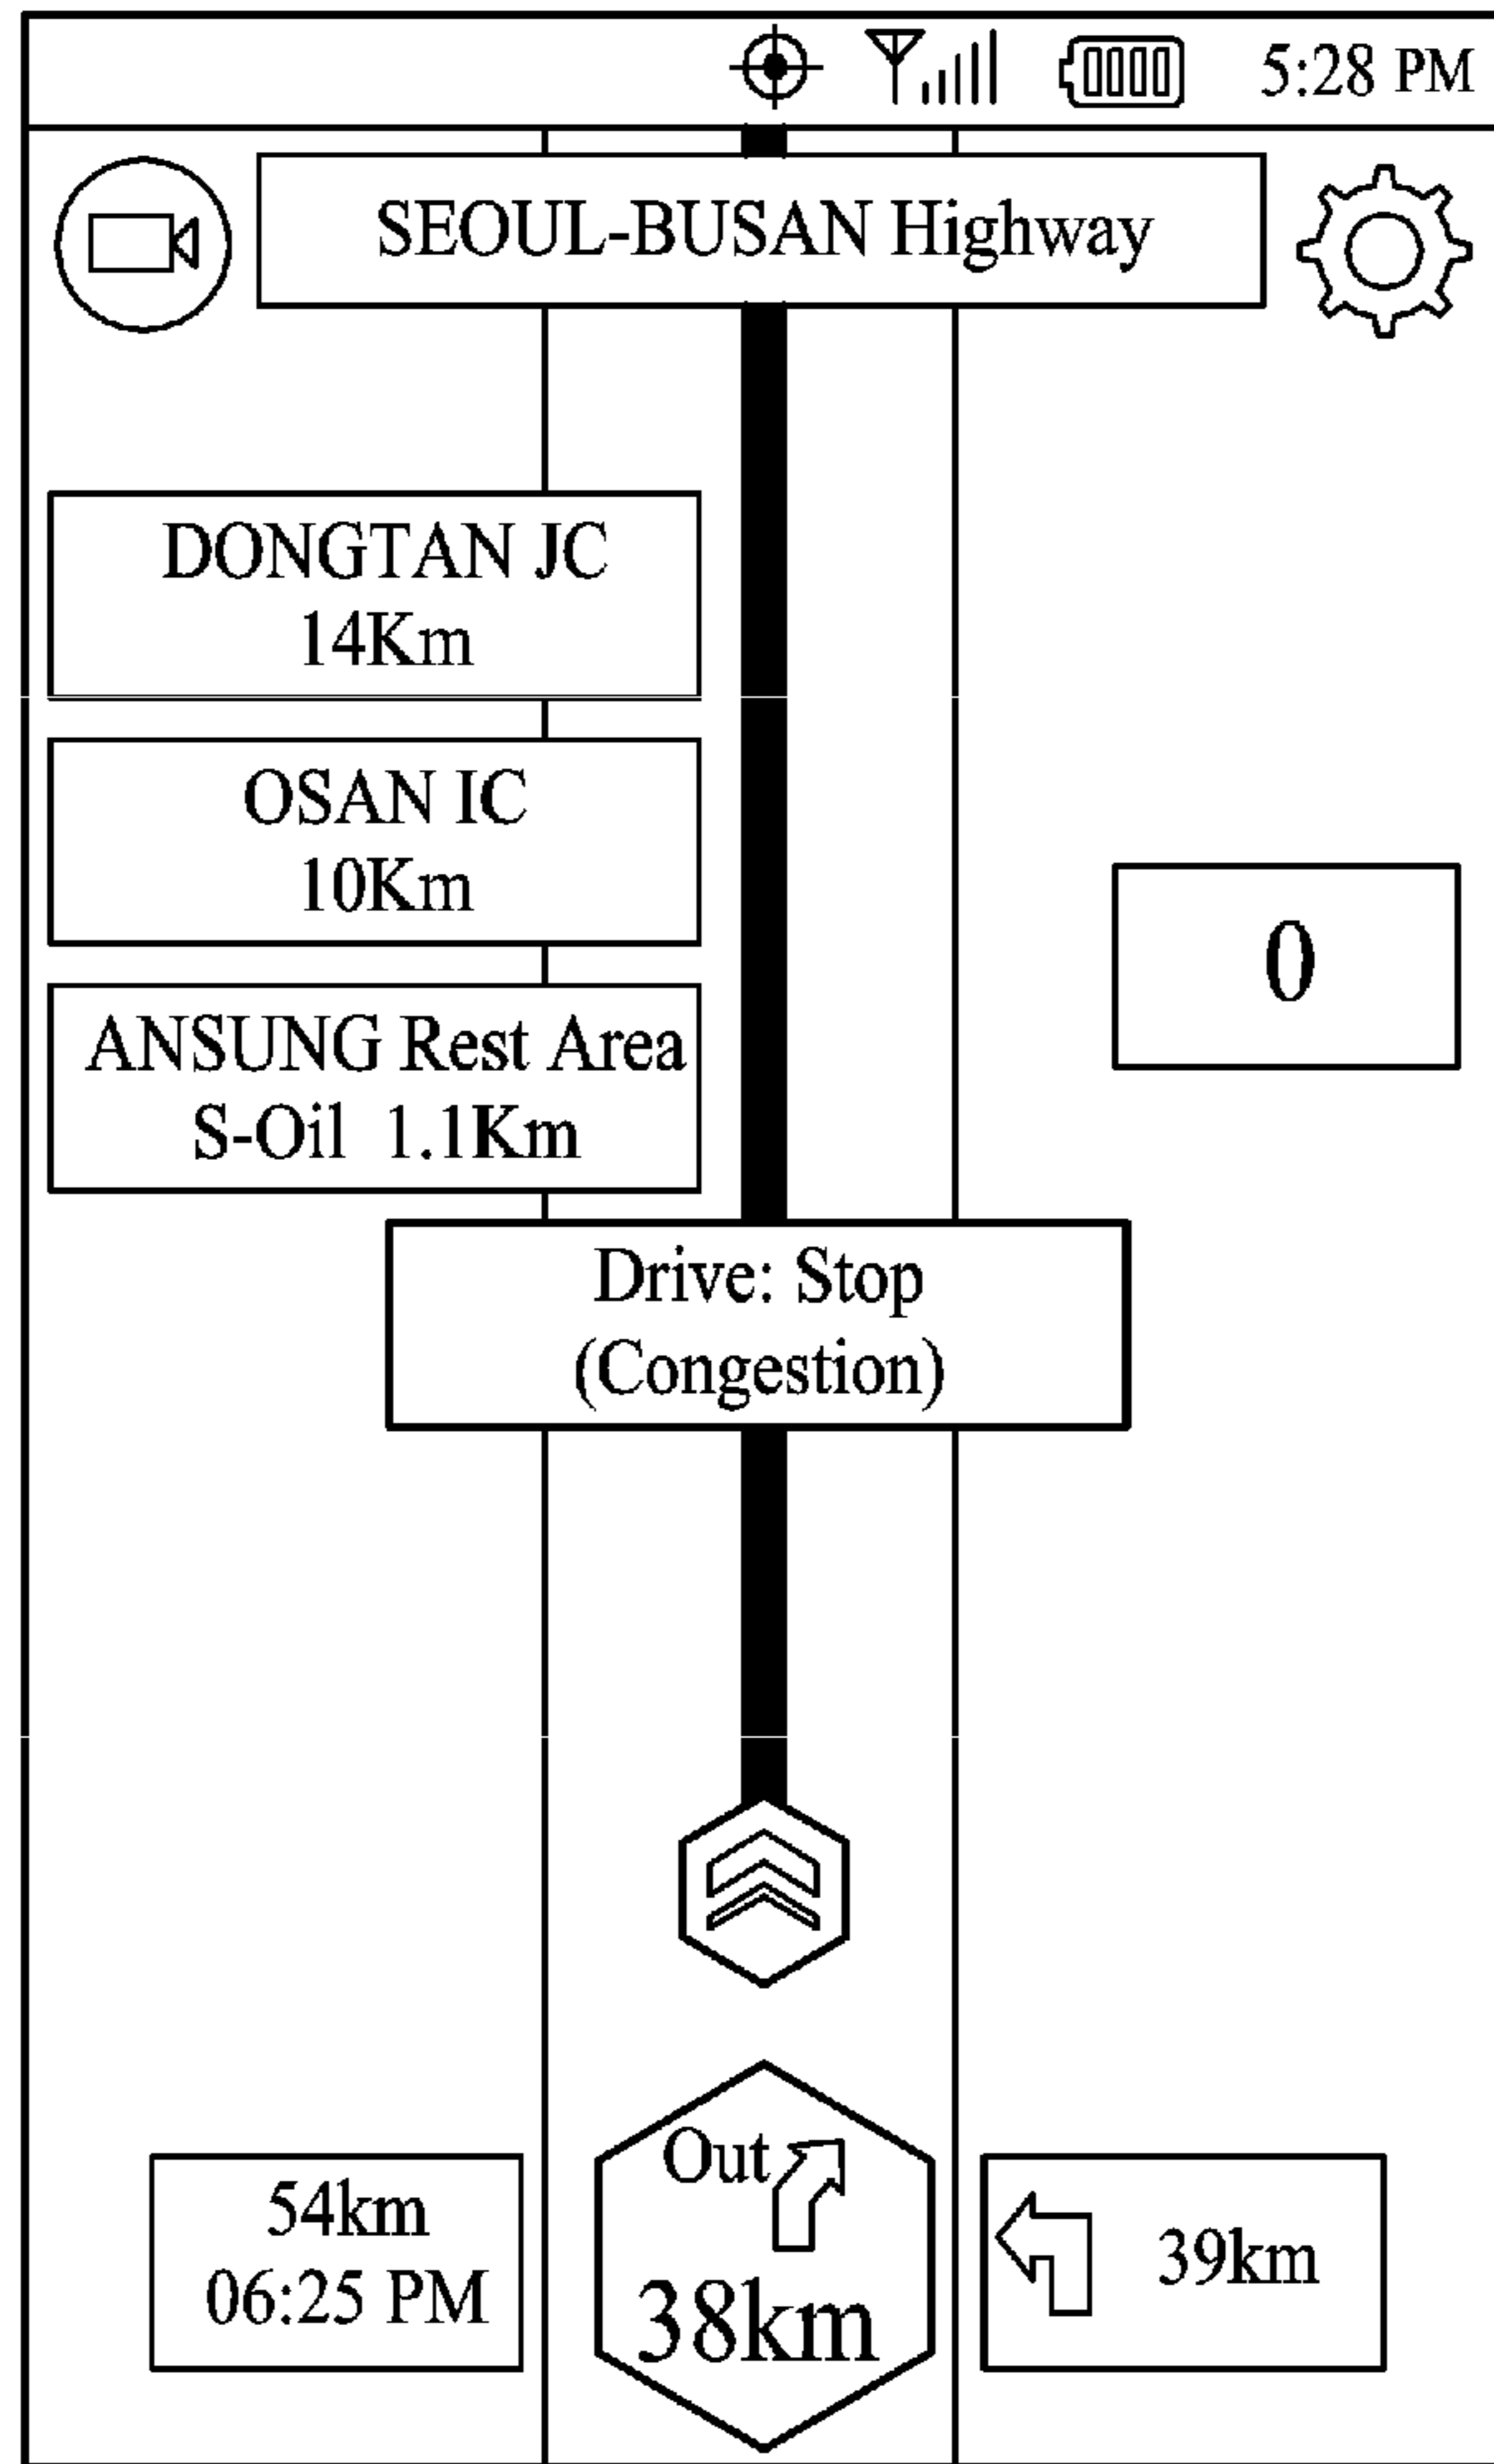 5:28 PM
SEOUL-BUSAN Highway
DONGTAN JC
14Km
OSAN IC
10Km
0
ANSUNG Rest Area
S-Oil 1.1Km
Drive: Stop
(Congestion)
Out
38km
54km
06:25 PM
39km